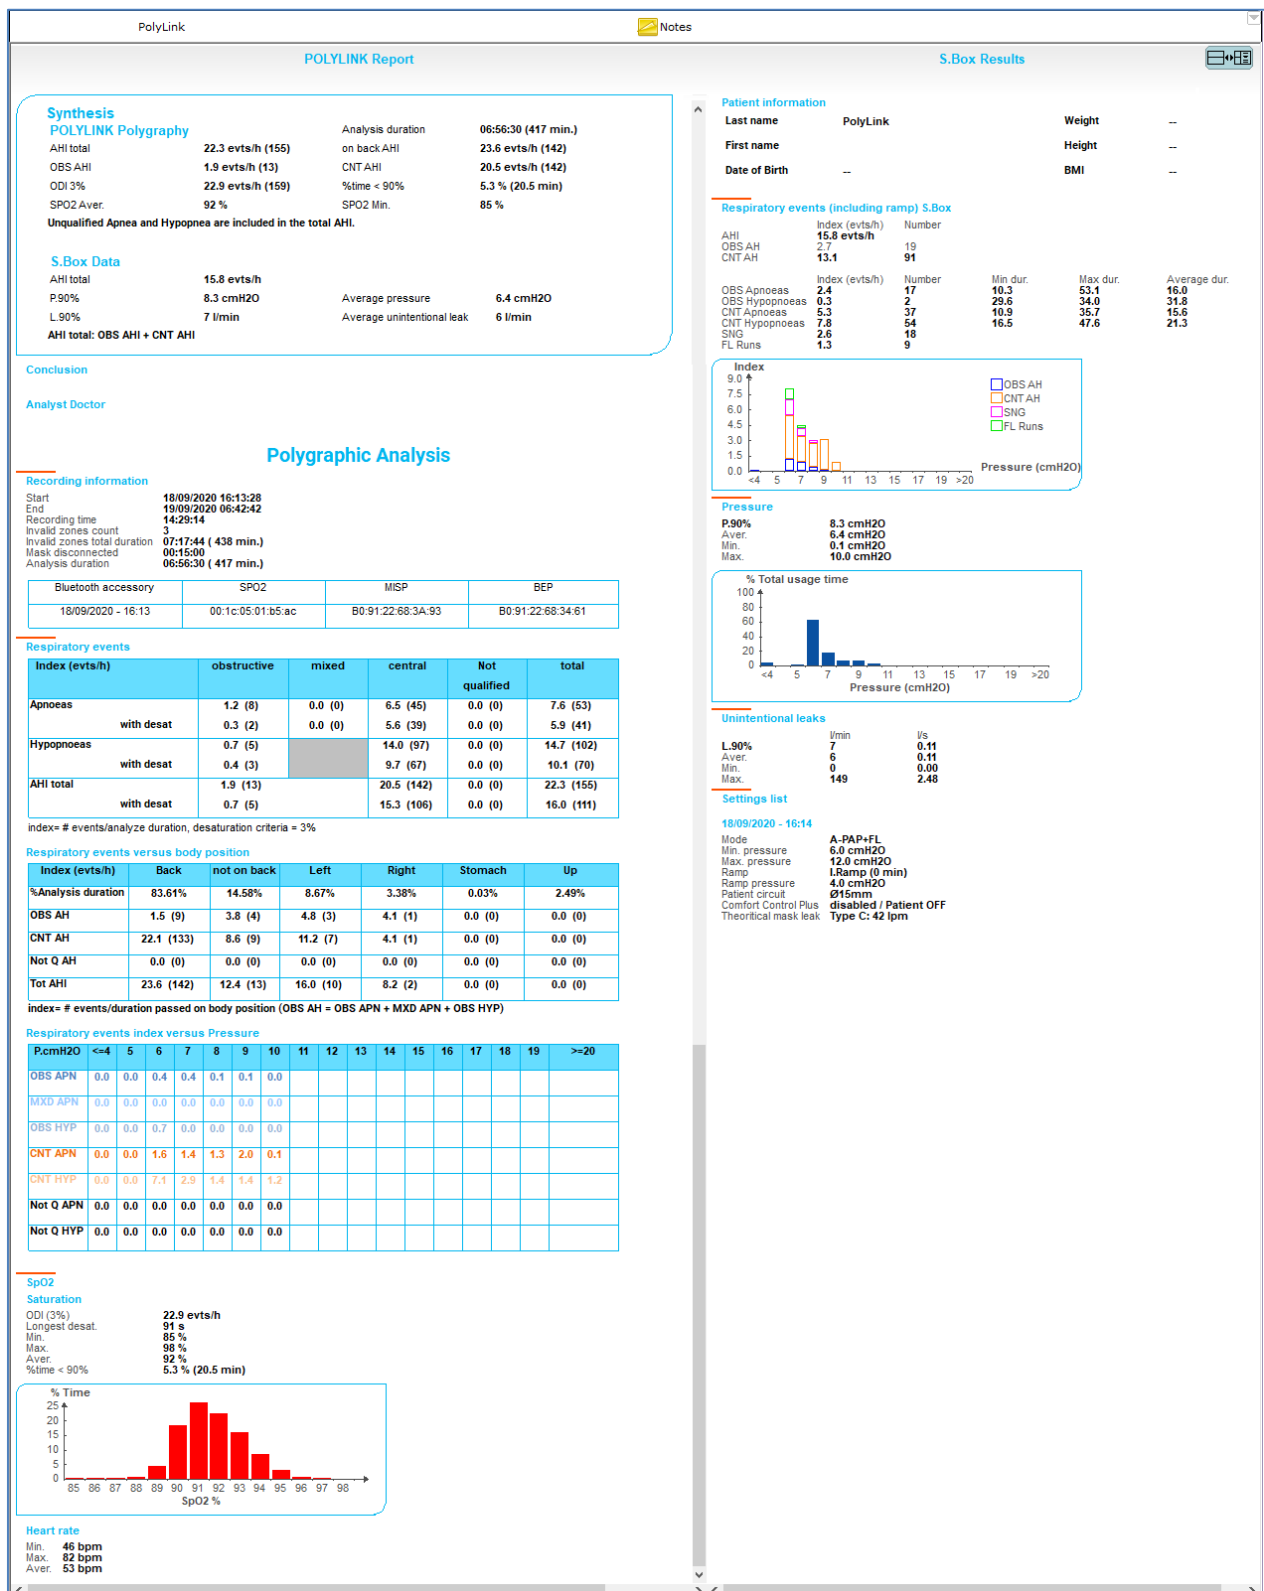 PolyLink
Notes
POLYLINK Report
S.Box Results
Synthesis
POLYLINK Polygraphy Analysis duration 06:56:30 (417 min.)
AHI total 22.3 evts/h (155) on back AHI 23.6 evts/h (142)
OBS AHI 1.9 evts/h (13) CNT AHI 20.5 evts/h (142)
ODI 3% 22.9 evts/h (159) %time < 90% 5.3 % (20.5 min)
SPO2 Aver. 92 % SPO2 Min. 85 %
Unqualified Apnea and Hypopnea are included in the total AHI.
S.Box Data
AHI total 15.8 evts/h
P.90% 8.3 cmH2O Average pressure 6.4 cmH2O
L.90% 7 l/min Average unintentional leak 6 l/min
AHI total: OBS AHI + CNT AHI
Conclusion
Analyst Doctor
Polygraphic Analysis
Recording information
Start 18/09/2020 16:13:28
End 19/09/2020 06:42:42
Recording time 14:29:14
Invalid zones count 3
Invalid zones total duration 07:17:44 ( 438 min.)
Mask disconnected 00:15:00
Analysis duration 06:56:30 ( 417 min.)
Bluetooth accessory SPO2 MISP BEP
18/09/2020 - 16:13 00:1c:05:01:b5:ac B0:91:22:68:3A:93 B0:91:22:68:34:61
Respiratory events
Index (evts/h) obstructive mixed central Not qualified total
Apnoeas 1.2 (8) 0.0 (0) 6.5 (45) 0.0 (0) 7.6 (53)
with desat 0.3 (2) 0.0 (0) 5.6 (39) 0.0 (0) 5.9 (41)
Hypopnoeas 0.7 (5) 14.0 (97) 0.0 (0) 14.7 (102)
with desat 0.4 (3) 9.7 (67) 0.0 (0) 10.1 (70)
AHI total 1.9 (13) 20.5 (142) 0.0 (0) 22.3 (155)
with desat 0.7 (5) 15.3 (106) 0.0 (0) 16.0 (111)
index= # events/analyze duration, desaturation criteria = 3%
Respiratory events versus body position
Index (evts/h) Back not on back Left Right Stomach Up
%Analysis duration 83.61% 14.58% 8.67% 3.38% 0.03% 2.49%
OBS AH 1.5 (9) 3.8 (4) 4.8 (3) 4.1 (1) 0.0 (0) 0.0 (0)
CNT AH 22.1 (133) 8.6 (9) 11.2 (7) 4.1 (1) 0.0 (0) 0.0 (0)
Not Q AH 0.0 (0) 0.0 (0) 0.0 (0) 0.0 (0) 0.0 (0) 0.0 (0)
Tot AHI 23.6 (142) 12.4 (13) 16.0 (10) 8.2 (2) 0.0 (0) 0.0 (0)
index= # events/duration passed on body position (OBS AH = OBS APN + MXD APN + OBS HYP)
Respiratory events index versus Pressure
P.cmH2O <=4 5 6 7 8 9 10 11 12 13 14 15 16 17 18 19 >=20
OBS APN 0.0 0.0 0.4 0.4 0.1 0.1 0.0
MXD APN 0.0 0.0 0.0 0.0 0.0 0.0 0.0
OBS HYP 0.0 0.0 0.7 0.0 0.0 0.0 0.0
CNT APN 0.0 0.0 1.6 1.4 1.3 2.0 0.1
CNT HYP 0.0 0.0 7.1 2.9 1.4 1.4 1.2
Not Q APN 0.0 0.0 0.0 0.0 0.0 0.0 0.0
Not Q HYP 0.0 0.0 0.0 0.0 0.0 0.0 0.0
SpO2
Saturation
ODI (3%) 22.9 evts/h
Longest desat. 91 s
Min. 85 %
Max. 98 %
Aver. 92 %
%time < 90% 5.3 % (20.5 min)
% Time
25
20
15
10
5
0
85 86 87 88 89 90 91 92 93 94 95 96 97 98
SpO2 %
Heart rate
Min. 46 bpm
Max. 82 bpm
Aver. 53 bpm
Patient information
Last name PolyLink Weight --
First name Height --
Date of Birth -- BMI --
Respiratory events (including ramp) S.Box
Index (evts/h) Number
AHI 15.8 evts/h
OBS AH 2.7 19
CNT AH 13.1 91
Index (evts/h) Number Min dur. Max dur. Average dur.
OBS Apnoeas 2.4 17 10.3 53.1 16.0
OBS Hypopnoeas 0.3 2 29.6 34.0 31.8
CNT Apnoeas 5.3 37 10.9 35.7 15.6
CNT Hypopnoeas 7.8 54 16.5 47.6 21.3
SNG 2.6 18
FL Runs 1.3 9
Index
9.0
7.5
6.0
4.5
3.0
1.5
0.0
OBS AH
CNT AH
SNG
FL Runs
<4 5 7 9 11 13 15 17 19 >20
Pressure (cmH2O)
Pressure
P.90% 8.3 cmH2O
Aver. 6.4 cmH2O
Min. 0.1 cmH2O
Max. 10.0 cmH2O
% Total usage time
100
80
60
40
20
0
<4 5 7 9 11 13 15 17 19 >20
Pressure (cmH2O)
Unintentional leaks
l/min l/s
L.90% 7 0.11
Aver. 6 0.11
Min. 0 0.00
Max. 149 2.48
Settings list
18/09/2020 - 16:14
Mode A-PAP+FL
Min. pressure 6.0 cmH2O
Max. pressure 12.0 cmH2O
Ramp I.Ramp (0 min)
Ramp pressure 4.0 cmH2O
Patient circuit Ø15mm
Comfort Control Plus disabled / Patient OFF
Theoritical mask leak Type C: 42 lpm